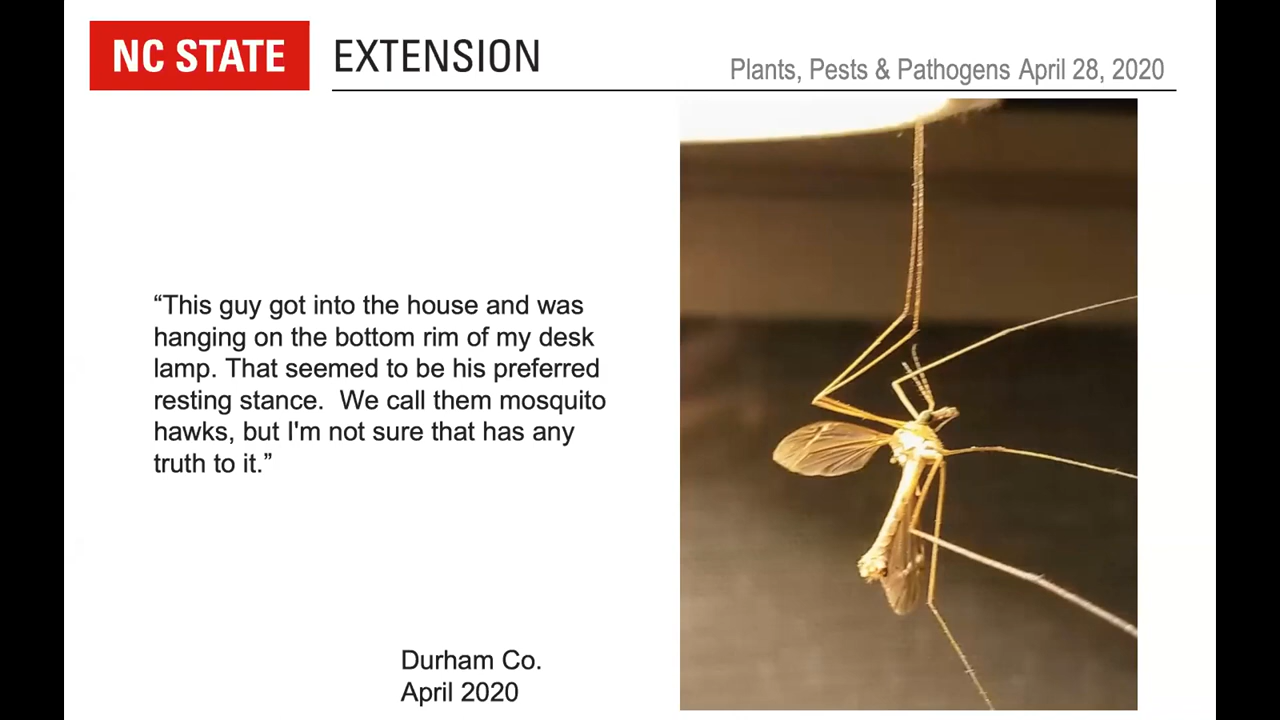 NC STATE EXTENSION
Plants, Pests & Pathogens April 28, 2020
“This guy got into the house and was
hanging on the bottom rim of my desk
lamp. That seemed to be his preferred
resting stance.  We call them mosquito
hawks, but I'm not sure that has any
truth to it.”
Durham Co.
April 2020